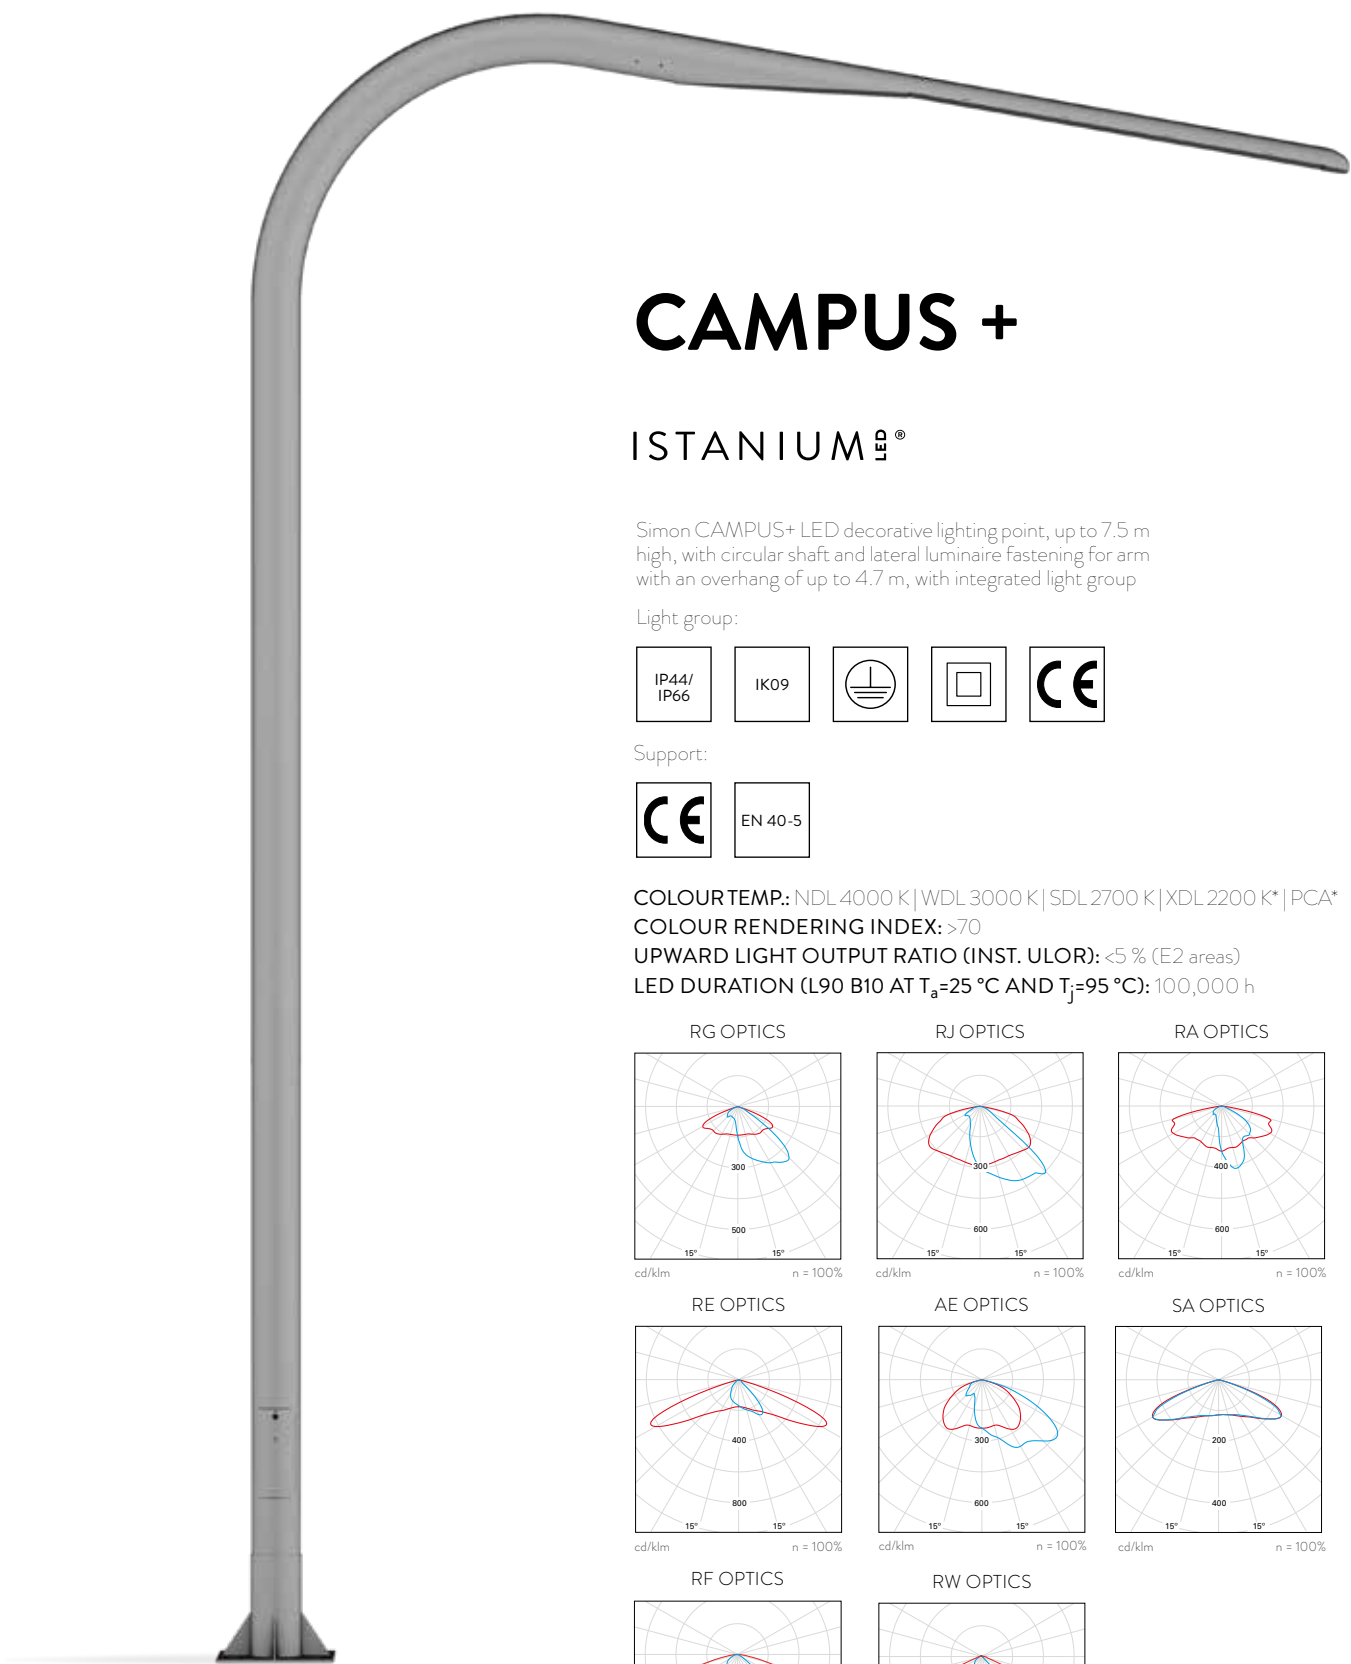 CAMPUS +
ISTANIUM LED ®
Simon CAMPUS+ LED decorative lighting point, up to 7.5 m
high, with circular shaft and lateral luminaire fastening for arm
with an overhang of up to 4.7 m, with integrated light group
Light group:
IP44/
IP66
IK09
CE
Support:
CE
EN 40-5
COLOUR TEMP.: NDL 4000 K | WDL 3000 K | SDL 2700 K | XDL 2200 K* | PCA*
COLOUR RENDERING INDEX: >70
UPWARD LIGHT OUTPUT RATIO (INST. ULOR): <5 % (E2 areas)
LED DURATION (L90 B10 AT Ta=25 °C AND Tj=95 °C): 100,000 h
RG OPTICS
300
500
15° 15°
cd/klm n = 100%
RJ OPTICS
300
600
15° 15°
cd/klm n = 100%
RA OPTICS
400
600
15° 15°
cd/klm n = 100%
RE OPTICS
400
800
15° 15°
cd/klm n = 100%
AE OPTICS
300
600
15° 15°
cd/klm n = 100%
SA OPTICS
200
400
15° 15°
cd/klm n = 100%
RF OPTICS
RW OPTICS